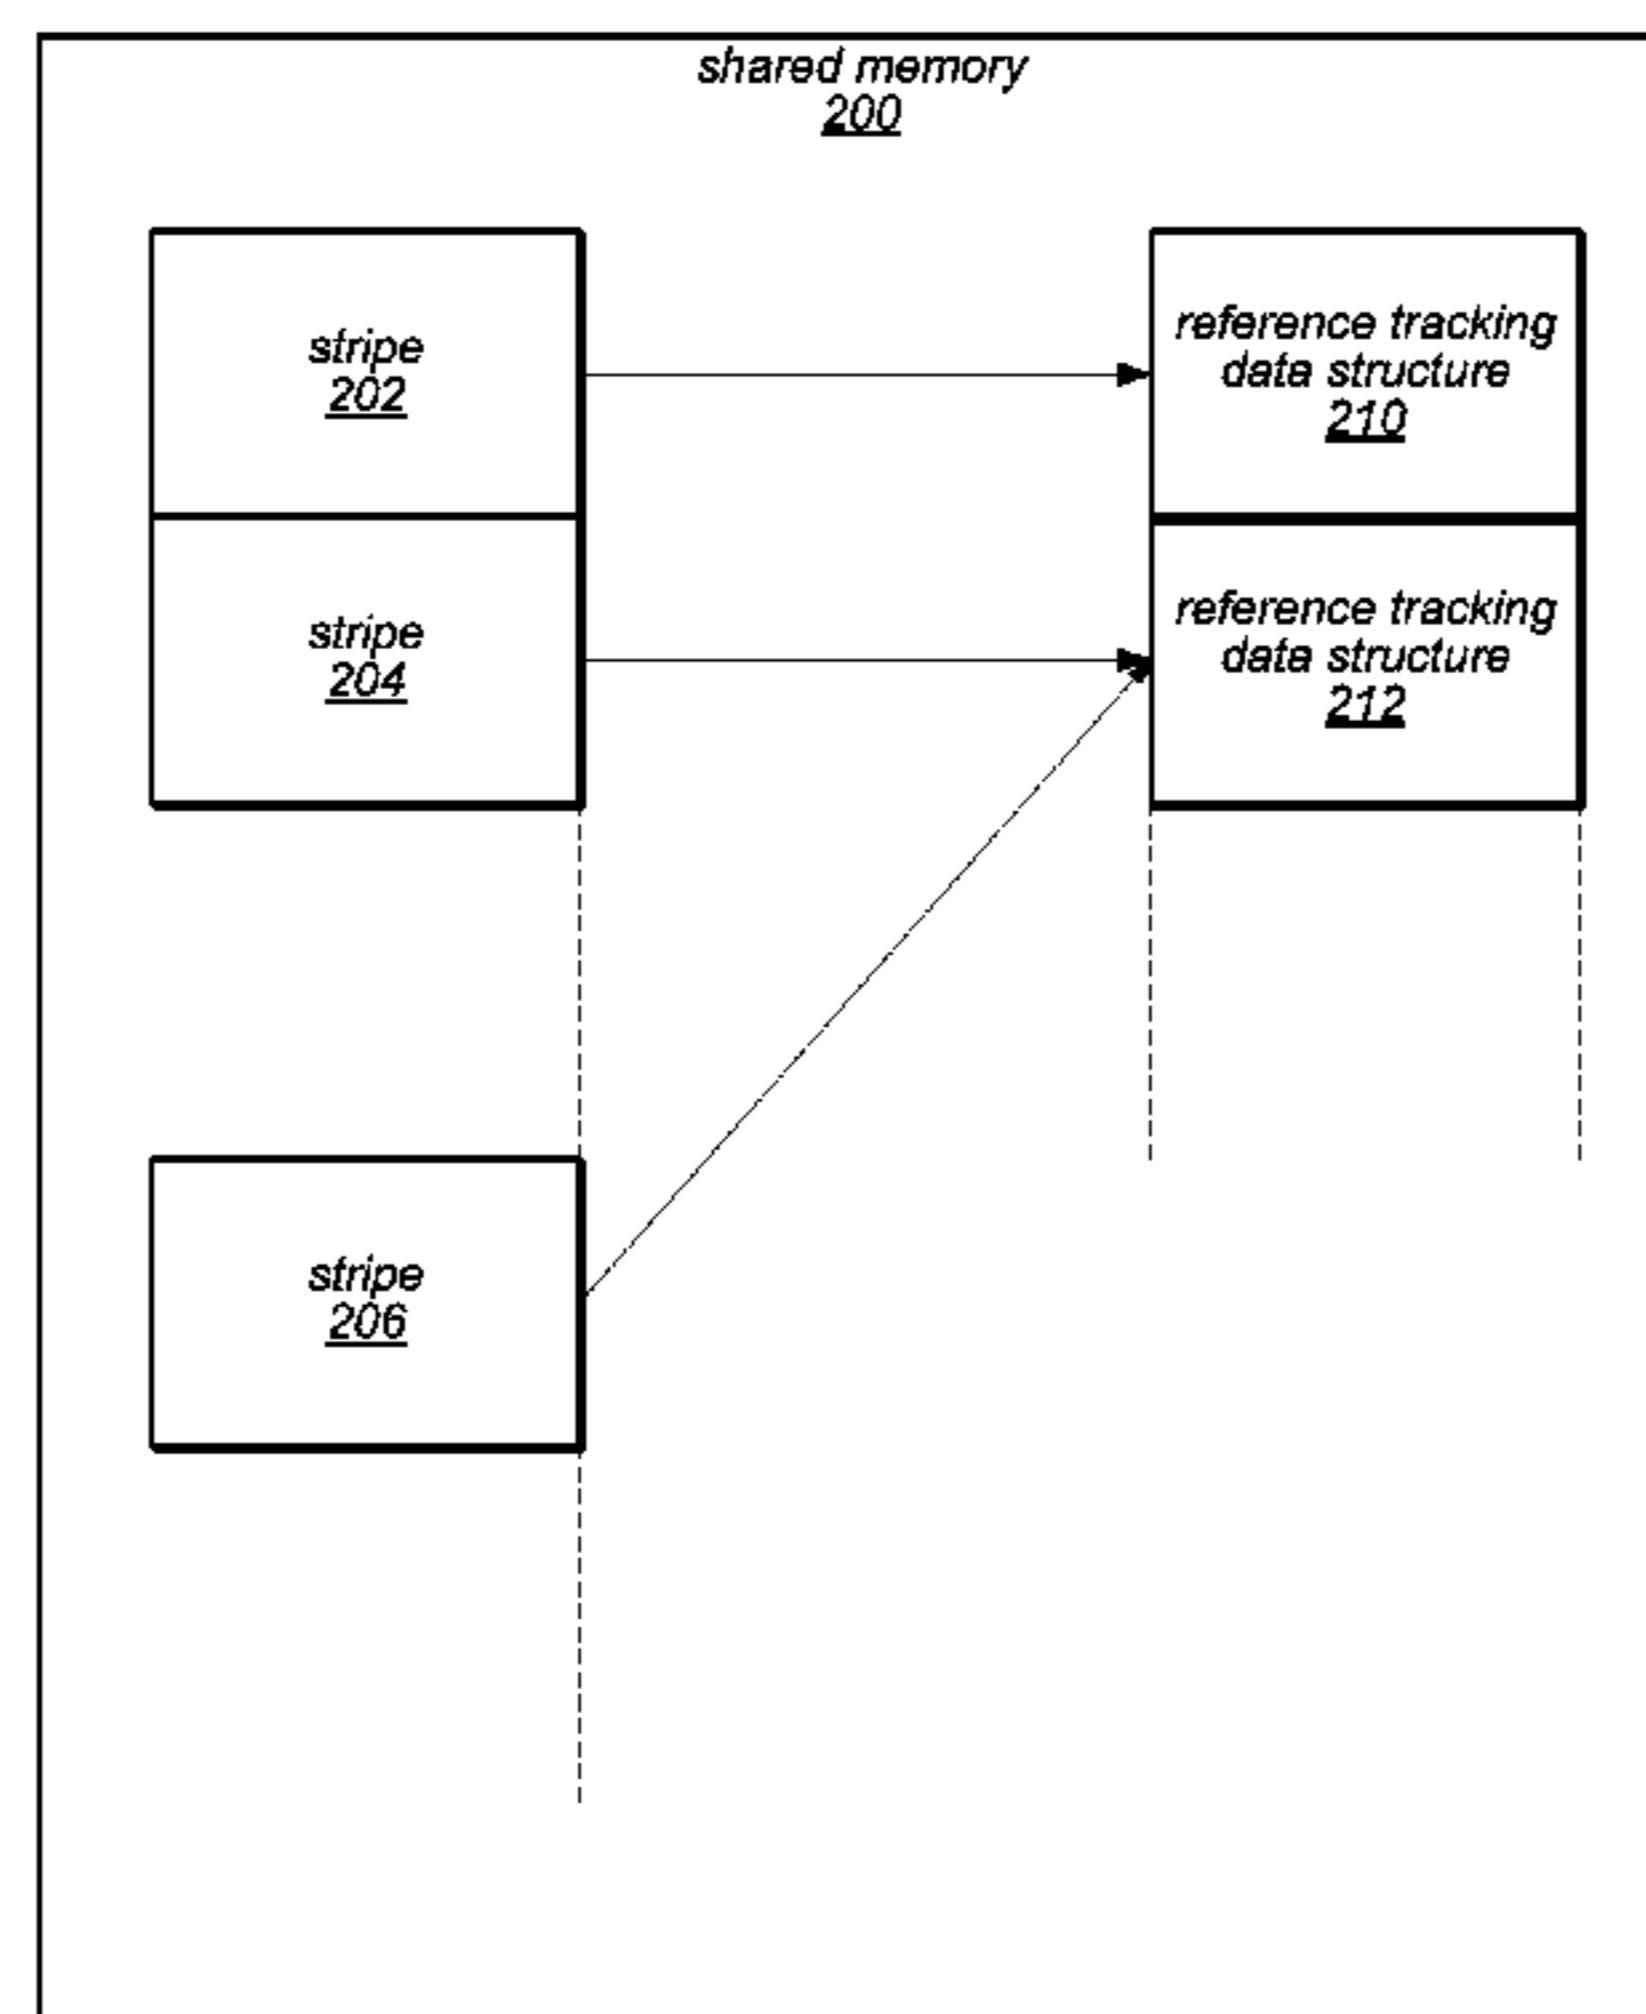 shared memory
200
stripe
202
reference tracking
data structure
210
stripe
204
reference tracking
data structure
212
stripe
206